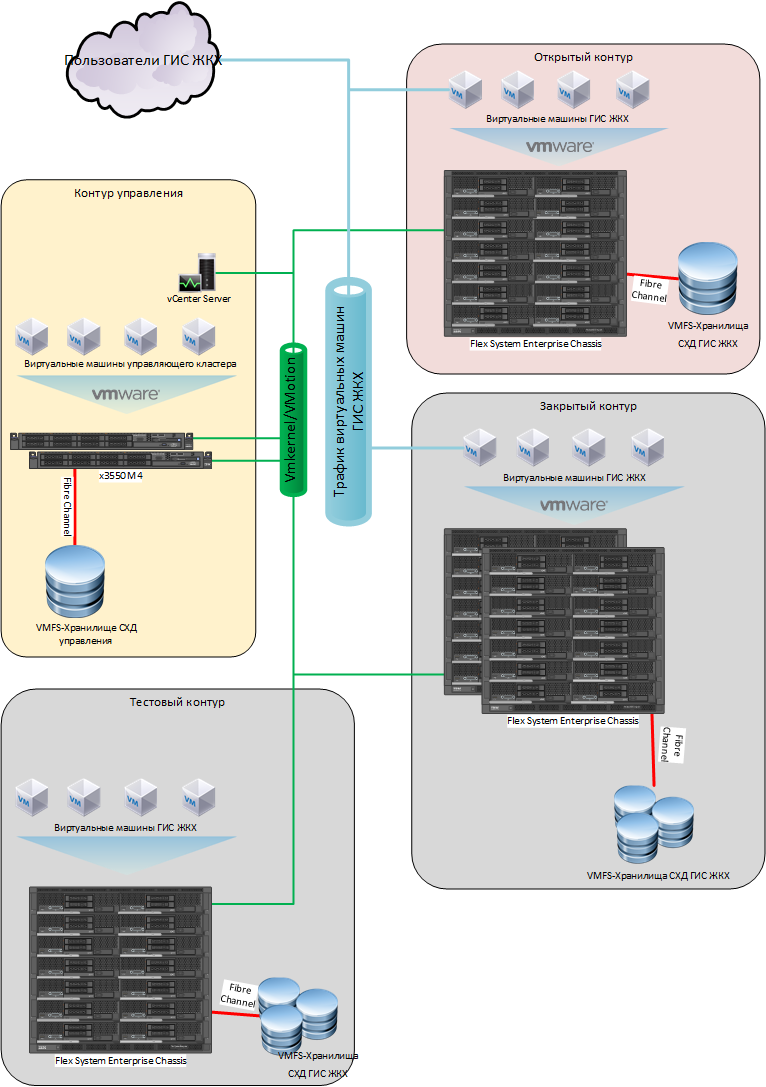 Пользователи ГИС ЖКХ
Открытый контур
VM VM VM VM
Виртуальные машины ГИС ЖКХ
vmware
Fibre
Channel
Flex System Enterprise Chassis
VMFS-Хранилища
СХД ГИС ЖКХ
Контур управления
vCenter Server
VM VM VM VM
Виртуальные машины управляющего кластера
vmware
x3550M4
Fibre Channel
VMFS-Хранилище СХД
управления
Vmkernel/VMotion
Трафик виртуальных машин
ГИС ЖКХ
Закрытый контур
VM VM VM VM
Виртуальные машины ГИС ЖКХ
vmware
Flex System Enterprise Chassis
Fibre
Channel
VMFS-Хранилища СХД ГИС ЖКХ
Тестовый контур
VM VM VM VM
Виртуальные машины ГИС ЖКХ
Flex System Enterprise Chassis
Fibre
Channel
VMFS-Хранилища
СХД ГИС ЖКХ